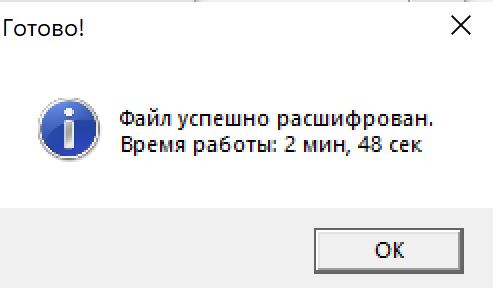 Готово!
Файл успешно расшифрован.
Время работы: 2 мин, 48 сек
OK